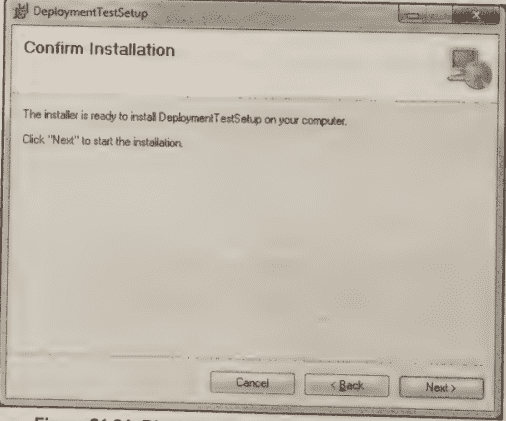 DeploymentTestSetup
Confirm Installation
The installer is ready to install DeploymentTestSetup on your computer.
Click "Next" to start the installation.
Cancel
< Back
Next >